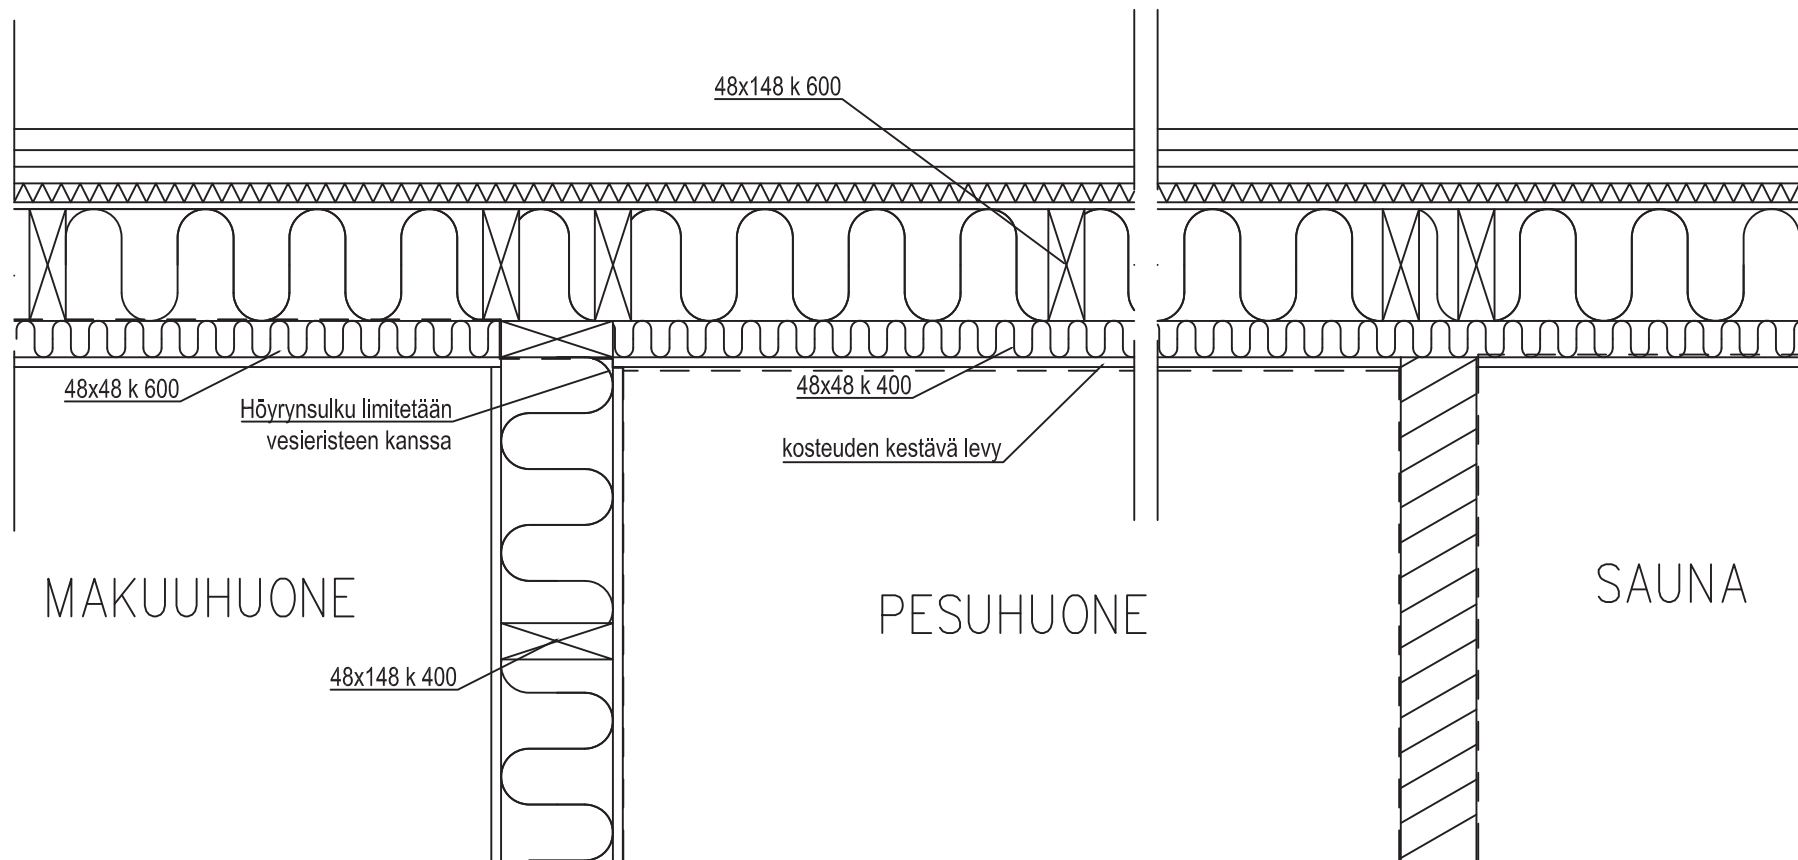 48x148 k 600
48x48 k 600
Höyrynsulku limitetään
vesieristeen kanssa
48x48 k 400
kosteuden kestävä levy
MAKUUHUONE
PESUHUONE
SAUNA
48x148 k 400